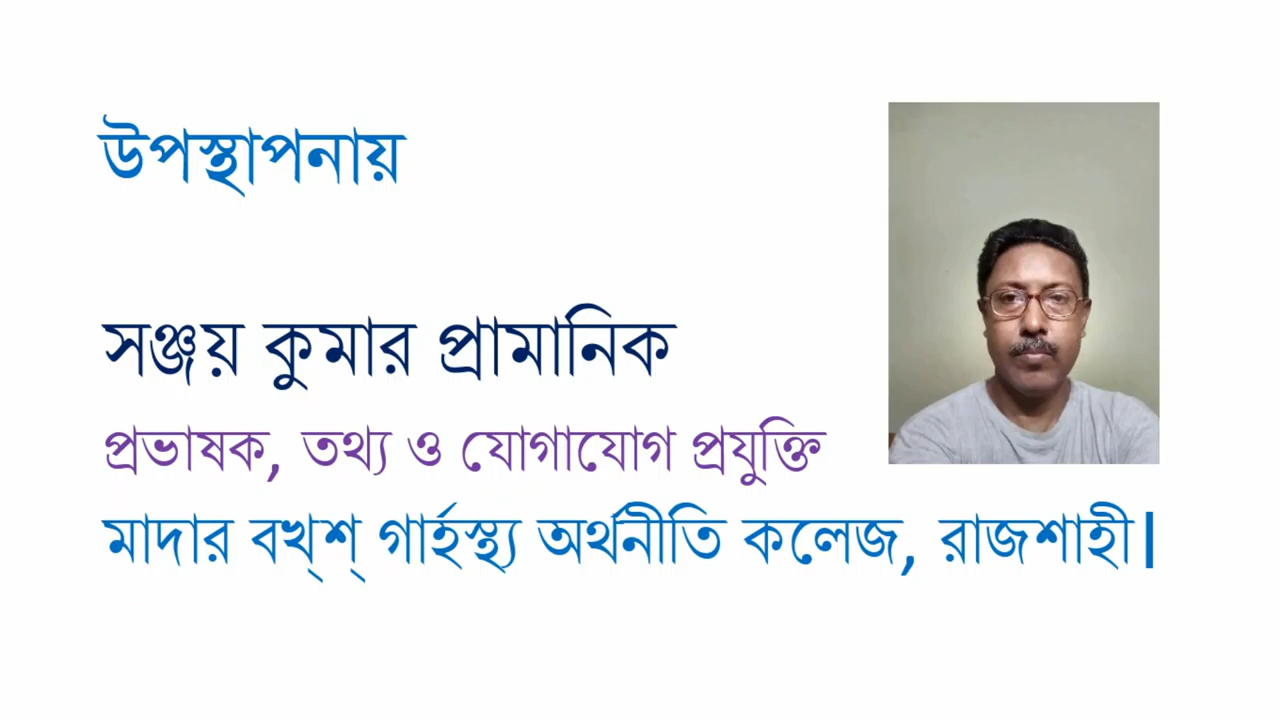 উপস্থাপনায়
সঞ্জয় কুমার প্রামানিক
প্রভাষক, তথ্য ও যোগাযোগ প্রযুক্তি
মাদার বখ্শ্ গার্হস্থ্য অর্থনীতি কলেজ, রাজশাহী।